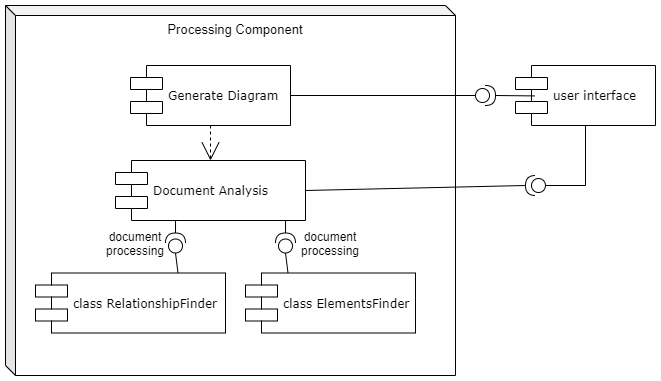 Processing Component
Generate Diagram
user interface
Document Analysis
document
processing
document
processing
class RelationshipFinder
class ElementsFinder